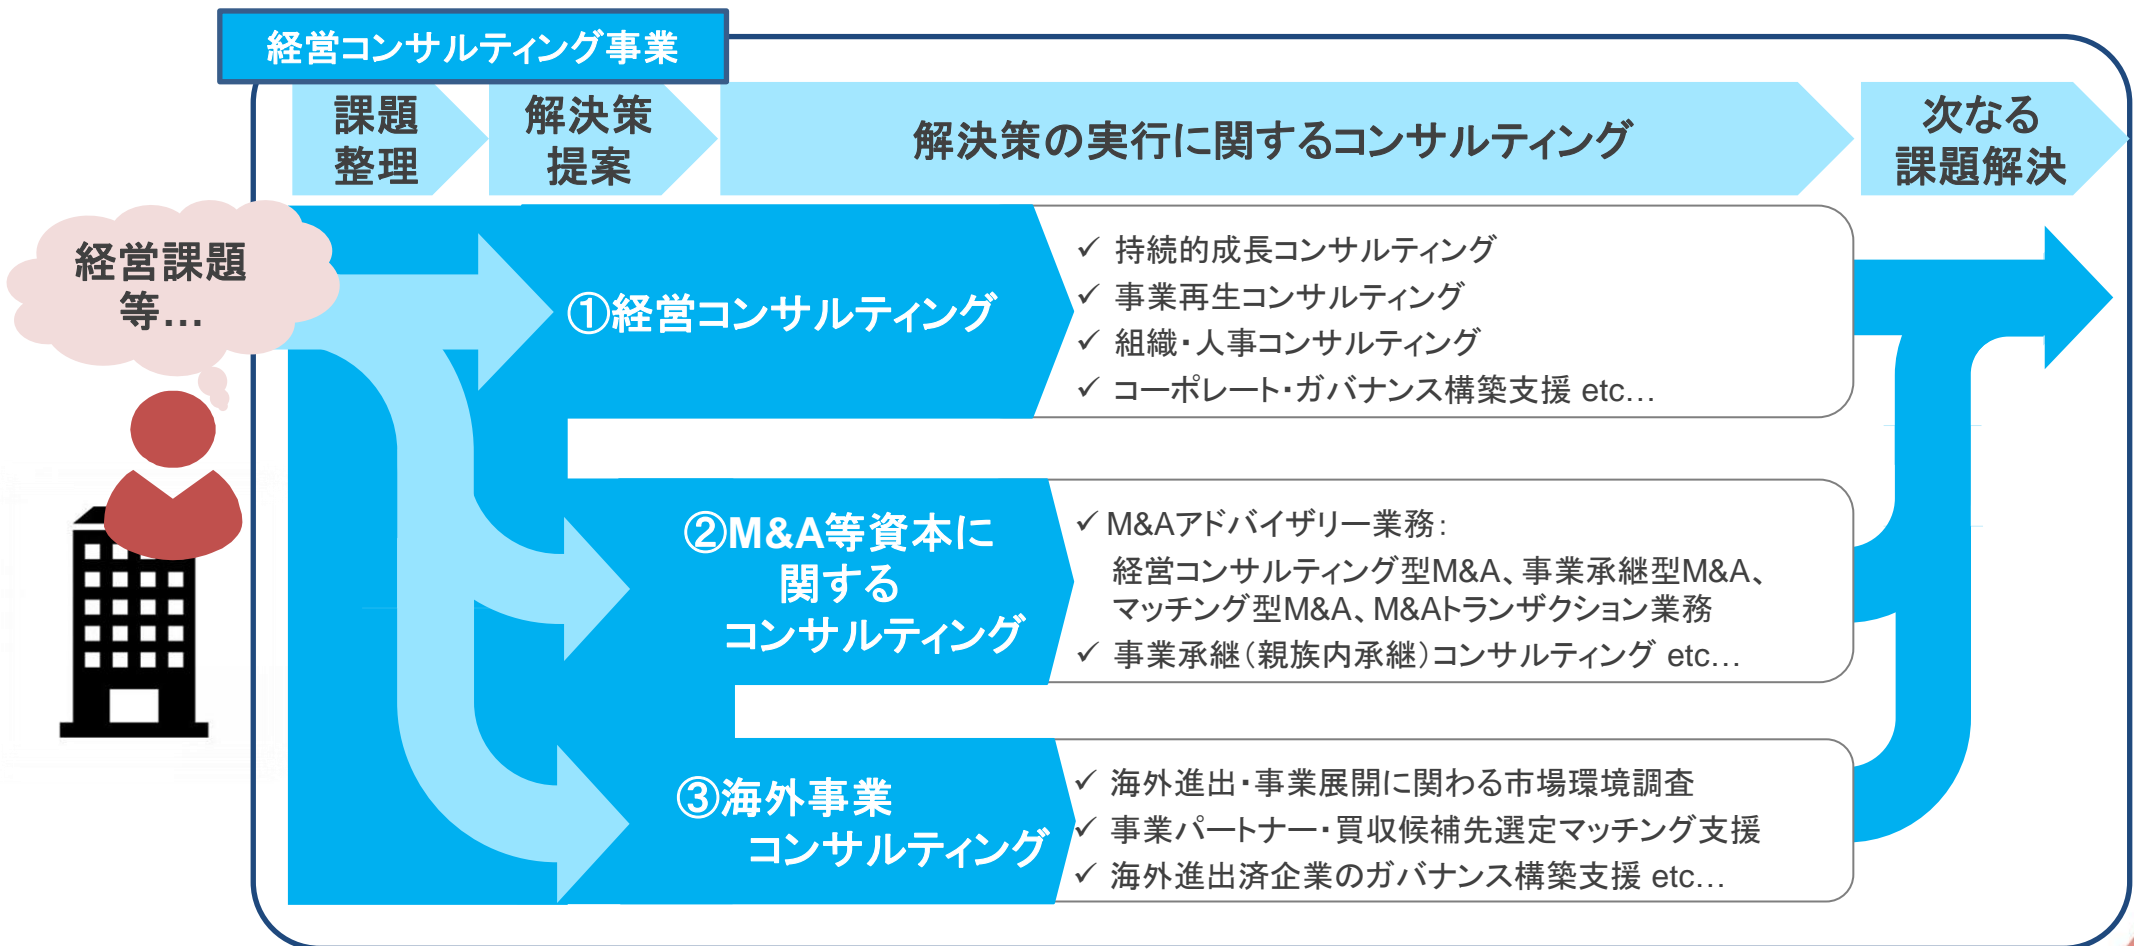 経営コンサルティング事業
課題
整理
解決策
提案
解決策の実行に関するコンサルティング
次なる
課題解決
経営課題
等…
①経営コンサルティング
✓ 持続的成長コンサルティング
✓ 事業再生コンサルティング
✓ 組織・人事コンサルティング
✓ コーポレート・ガバナンス構築支援 etc…
②M&A等資本に
関する
コンサルティング
✓ M&Aアドバイザリー業務：
経営コンサルティング型M&A、事業承継型M&A、
マッチング型M&A、M&Aトランザクション業務
✓ 事業承継（親族内承継）コンサルティング etc…
③海外事業
コンサルティング
✓ 海外進出・事業展開に関わる市場環境調査
✓ 事業パートナー・買収候補先選定マッチング支援
✓ 海外進出済企業のガバナンス構築支援 etc…